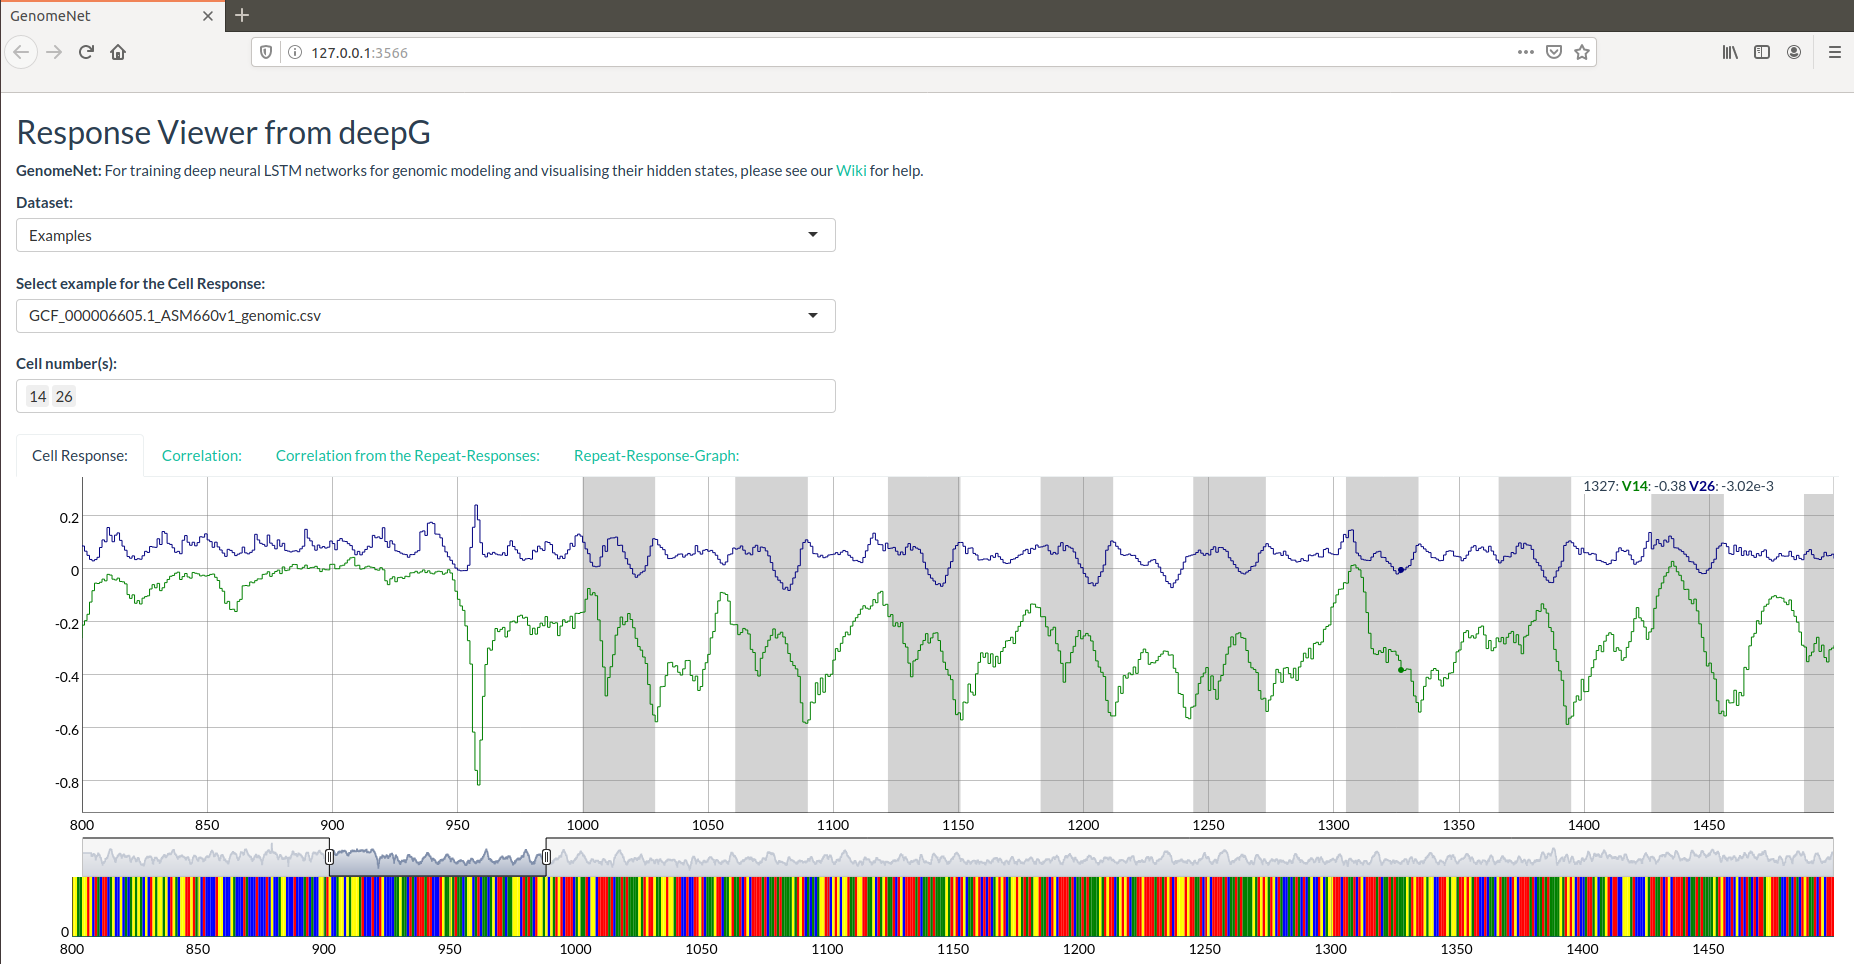 GenomeNet
127.0.0.1:3566
Response Viewer from deepG
GenomeNet: For training deep neural LSTM networks for genomic modeling and visualising their hidden states, please see our Wiki for help.
Dataset:
Examples
Select example for the Cell Response:
GCF_000006605.1_ASM660v1_genomic.csv
Cell number(s):
14 26
Cell Response: Correlation: Correlation from the Repeat-Responses: Repeat-Response-Graph:
1327: V14: -0.38 V26: -3.02e-3
0.2
0
-0.2
-0.4
-0.6
-0.8
800 850 900 950 1000 1050 1100 1150 1200 1250 1300 1350 1400 1450
0
800 850 900 950 1000 1050 1100 1150 1200 1250 1300 1350 1400 1450